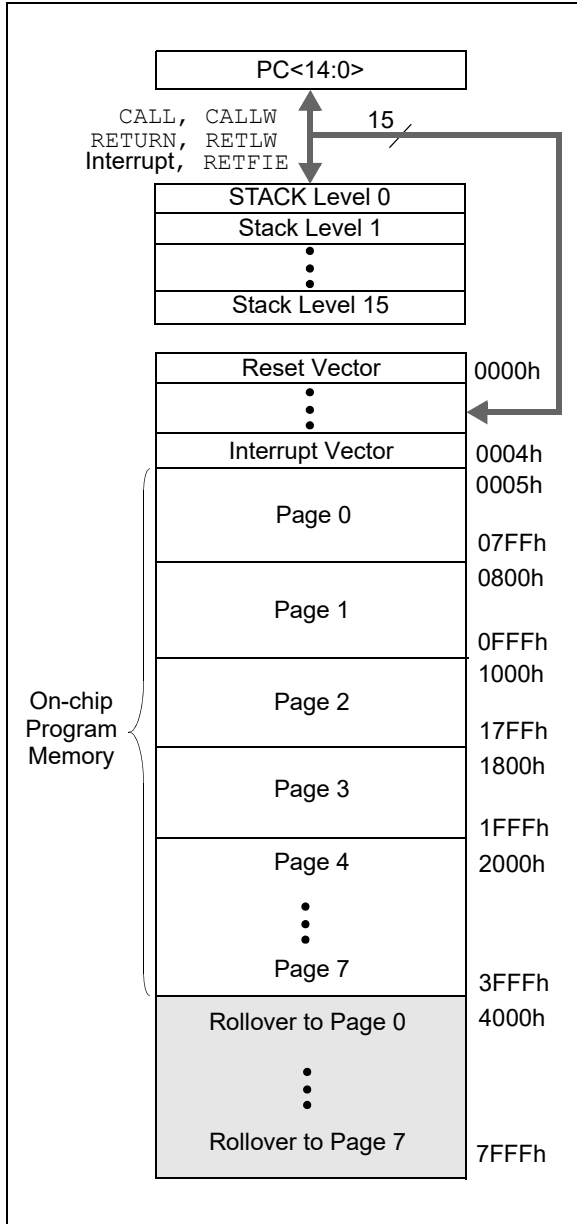 PC<14:0>
CALL, CALLW
RETURN, RETLW
Interrupt, RETFIE
15
STACK Level 0
Stack Level 1
Stack Level 15
Reset Vector
0000h
Interrupt Vector
0004h
0005h
Page 0
07FFh
0800h
Page 1
0FFFh
1000h
On-chip
Program
Memory
Page 2
17FFh
1800h
Page 3
1FFFh
Page 4
2000h
Page 7
3FFFh
Rollover to Page 0
4000h
Rollover to Page 7
7FFFh